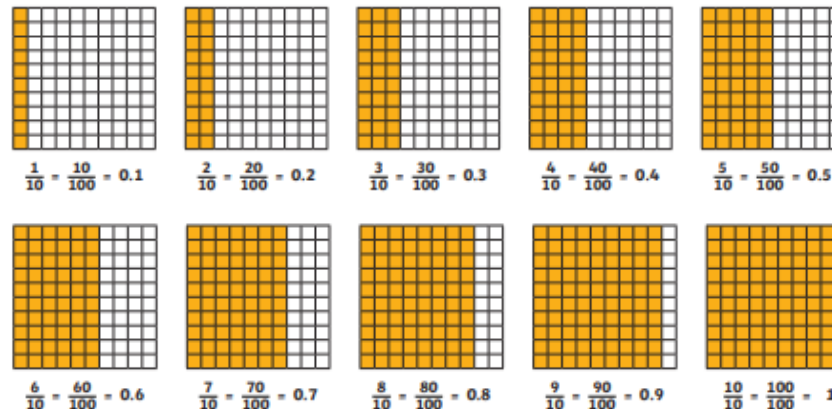 1/10 = 10/100 = 0.1 2/10 = 20/100 = 0.2 3/10 = 30/100 = 0.3 4/10 = 40/100 = 0.4 5/10 = 50/100 = 0.5
6/10 = 60/100 = 0.6 7/10 = 70/100 = 0.7 8/10 = 80/100 = 0.8 9/10 = 90/100 = 0.9 10/10 = 100/100 =